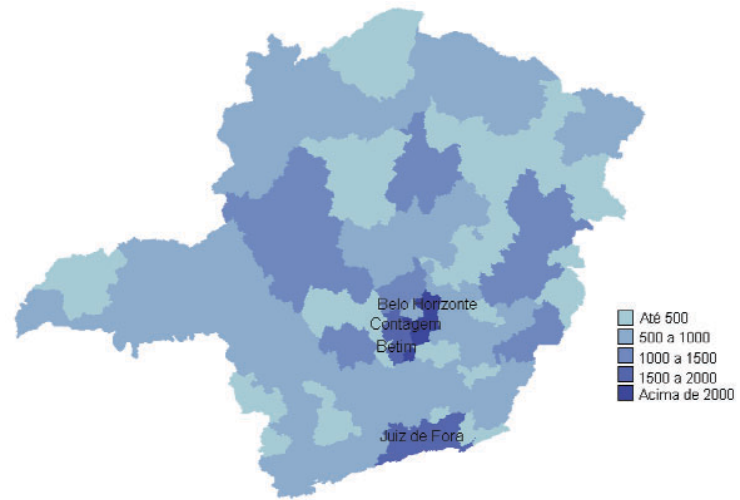 Belo Horizonte
Contagem
Betim
Juiz de Fora
Até 500
500 a 1000
1000 a 1500
1500 a 2000
Acima de 2000